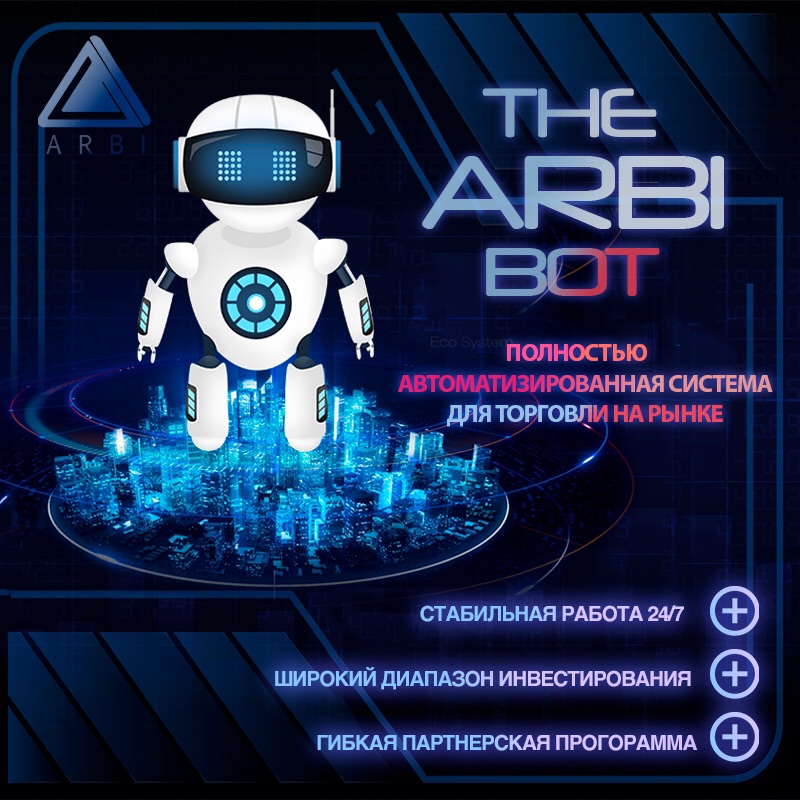 ARBI
THE
ARBI
BOT
Eco System
ПОЛНОСТЬЮ
АВТОМАТИЗИРОВАННАЯ СИСТЕМА
ДЛЯ ТОРГОВЛИ НА РЫНКЕ
СТАБИЛЬНАЯ РАБОТА 24/7
ШИРОКИЙ ДИАПАЗОН ИНВЕСТИРОВАНИЯ
ГИБКАЯ ПАРТНЕРСКАЯ ПРОГОРАММА